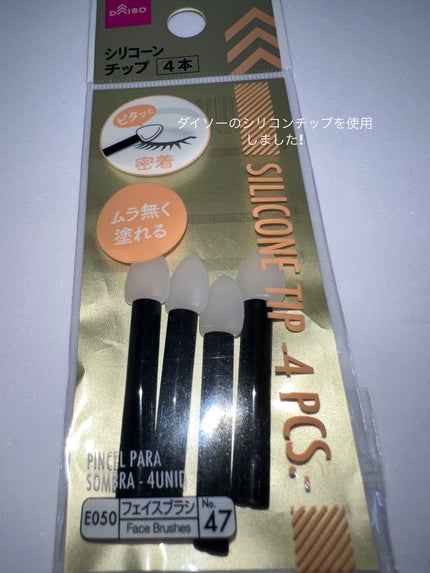 DAISO
シリコーン
チップ 4本
ピタッと
密着
ダイソーのシリコンチップを使用
しました!
ムラ無く
塗れる
SILICONE TIP -4 PCS.
PINCEL PARA
SOMBRA - 4UNID
E050
フェイスブラシ
Face Brushes
No.
47